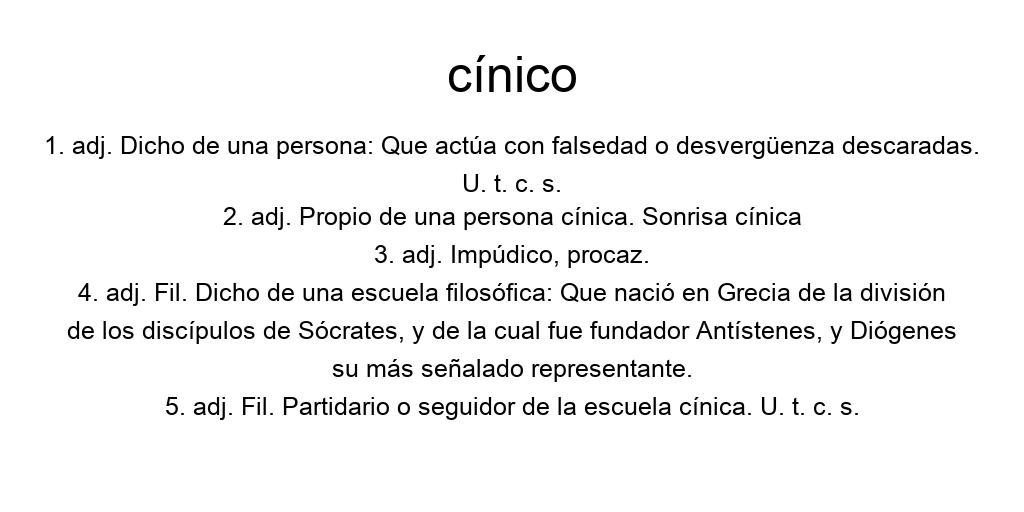 cínico
1. adj. Dicho de una persona: Que actúa con falsedad o desvergüenza descaradas.
U. t. c. s.
2. adj. Propio de una persona cínica. Sonrisa cínica
3. adj. Impúdico, procaz.
4. adj. Fil. Dicho de una escuela filosófica: Que nació en Grecia de la división
de los discípulos de Sócrates, y de la cual fue fundador Antístenes, y Diógenes
su más señalado representante.
5. adj. Fil. Partidario o seguidor de la escuela cínica. U. t. c. s.